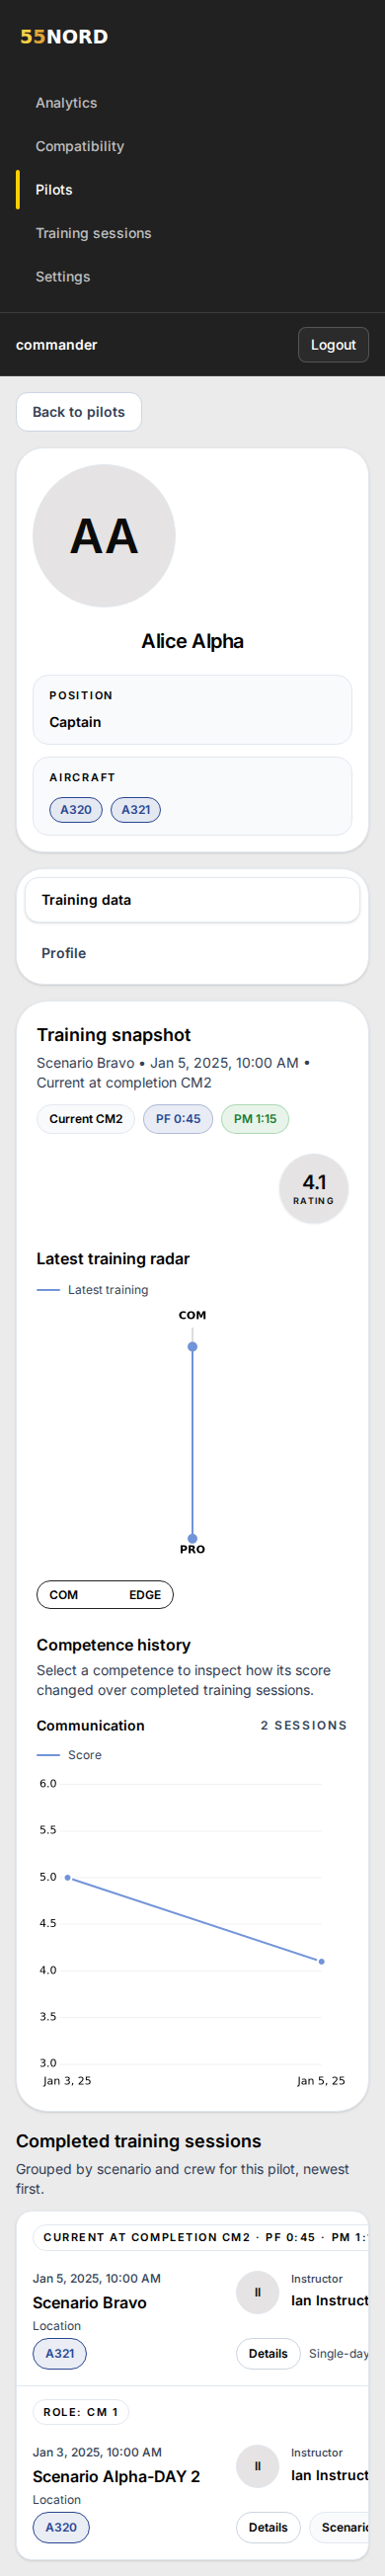 55NORD
Analytics
Compatibility
Pilots
Training sessions
Settings
commander
Logout
Back to pilots
AA
Alice Alpha
POSITION
Captain
AIRCRAFT
A320 A321
Training data
Profile
Training snapshot
Scenario Bravo • Jan 5, 2025, 10:00 AM •
Current at completion CM2
Current CM2 PF 0:45 PM 1:15
4.1
RATING
Latest training radar
Latest training
COM
PRO
COM EDGE
Competence history
Select a competence to inspect how its score
changed over completed training sessions.
Communication 2 SESSIONS
Score
6.0
5.5
5.0
4.5
4.0
3.5
3.0
Jan 3, 25 Jan 5, 25
Completed training sessions
Grouped by scenario and crew for this pilot, newest
first.
CURRENT AT COMPLETION CM2 · PF 0:45 · PM
Jan 5, 2025, 10:00 AM
Scenario Bravo
Location
A321
II
Instructor
Ian Instruct
Details Single-day
ROLE: CM 1
Jan 3, 2025, 10:00 AM
Scenario Alpha-DAY 2
Location
A320
II
Instructor
Ian Instruct
Details Scenari